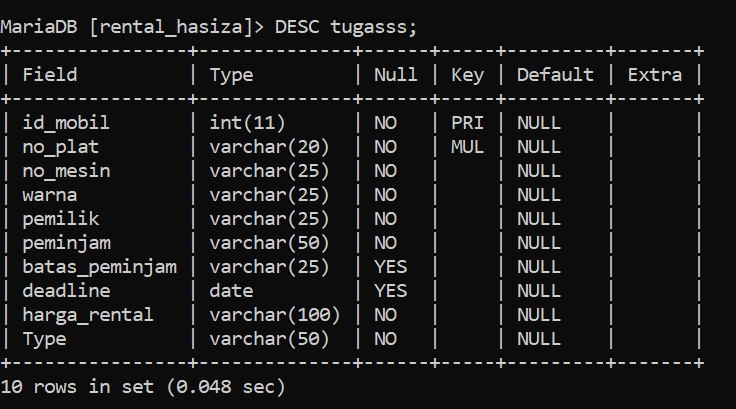 MariaDB [rental_hasiza]> DESC tugasss;
+----------------+--------------+------+-----+---------+-------+
| Field          | Type         | Null | Key | Default | Extra |
+----------------+--------------+------+-----+---------+-------+
| id_mobil       | int(11)      | NO   | PRI | NULL    |       |
| no_plat        | varchar(20)  | NO   | MUL | NULL    |       |
| no_mesin       | varchar(25)  | NO   |     | NULL    |       |
| warna          | varchar(25)  | NO   |     | NULL    |       |
| pemilik        | varchar(25)  | NO   |     | NULL    |       |
| peminjam       | varchar(50)  | NO   |     | NULL    |       |
| batas_peminjam | varchar(25)  | YES  |     | NULL    |       |
| deadline       | date         | YES  |     | NULL    |       |
| harga_rental   | varchar(100) | NO   |     | NULL    |       |
| Type           | varchar(50)  | NO   |     | NULL    |       |
+----------------+--------------+------+-----+---------+-------+
10 rows in set (0.048 sec)